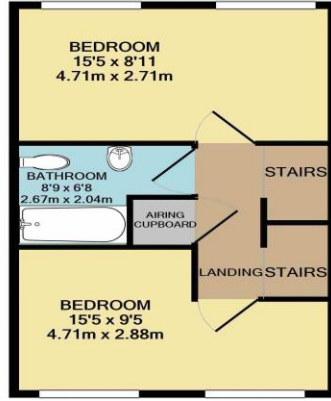 BEDROOM
15'5 x 8'11
4.71m x 2.71m
STAIRS
BATHROOM
8'9 x 6'8
2.67m x 2.04m
AIRING
CUPBOARD
LANDING
STAIRS
BEDROOM
15'5 x 9'5
4.71m x 2.88m